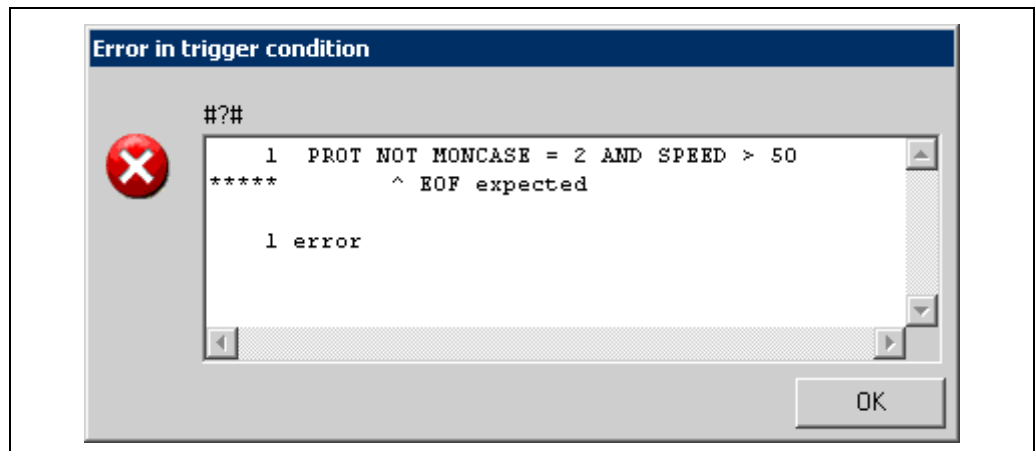 Error in trigger condition
#?#
1 PROT NOT MONCASE = 2 AND SPEED > 50
***** ^ EOF expected
1 error
OK